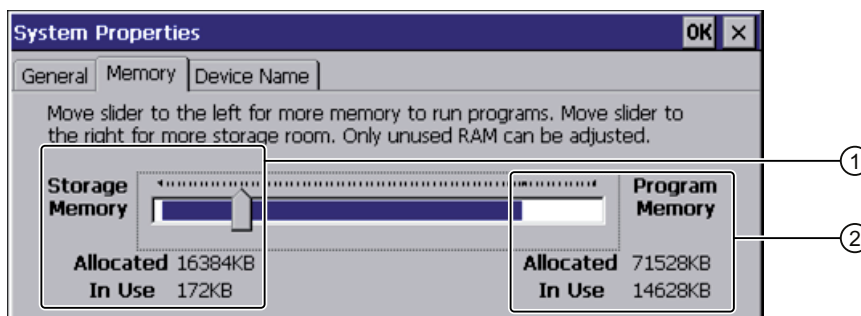 System Properties OK ×
General Memory Device Name
Move slider to the left for more memory to run programs. Move slider to
the right for more storage room. Only unused RAM can be adjusted.
1
Storage Program
Memory Memory
2
Allocated 16384KB Allocated 71528KB
In Use 172KB In Use 14628KB